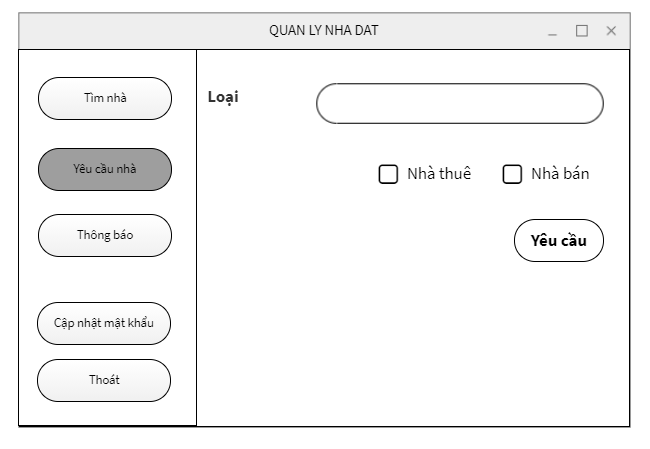 QUAN LY NHA DAT
Tìm nhà
Yêu cầu nhà
Thông báo
Cập nhật mật khẩu
Thoát
Loại
Nhà thuê
Nhà bán
Yêu cầu